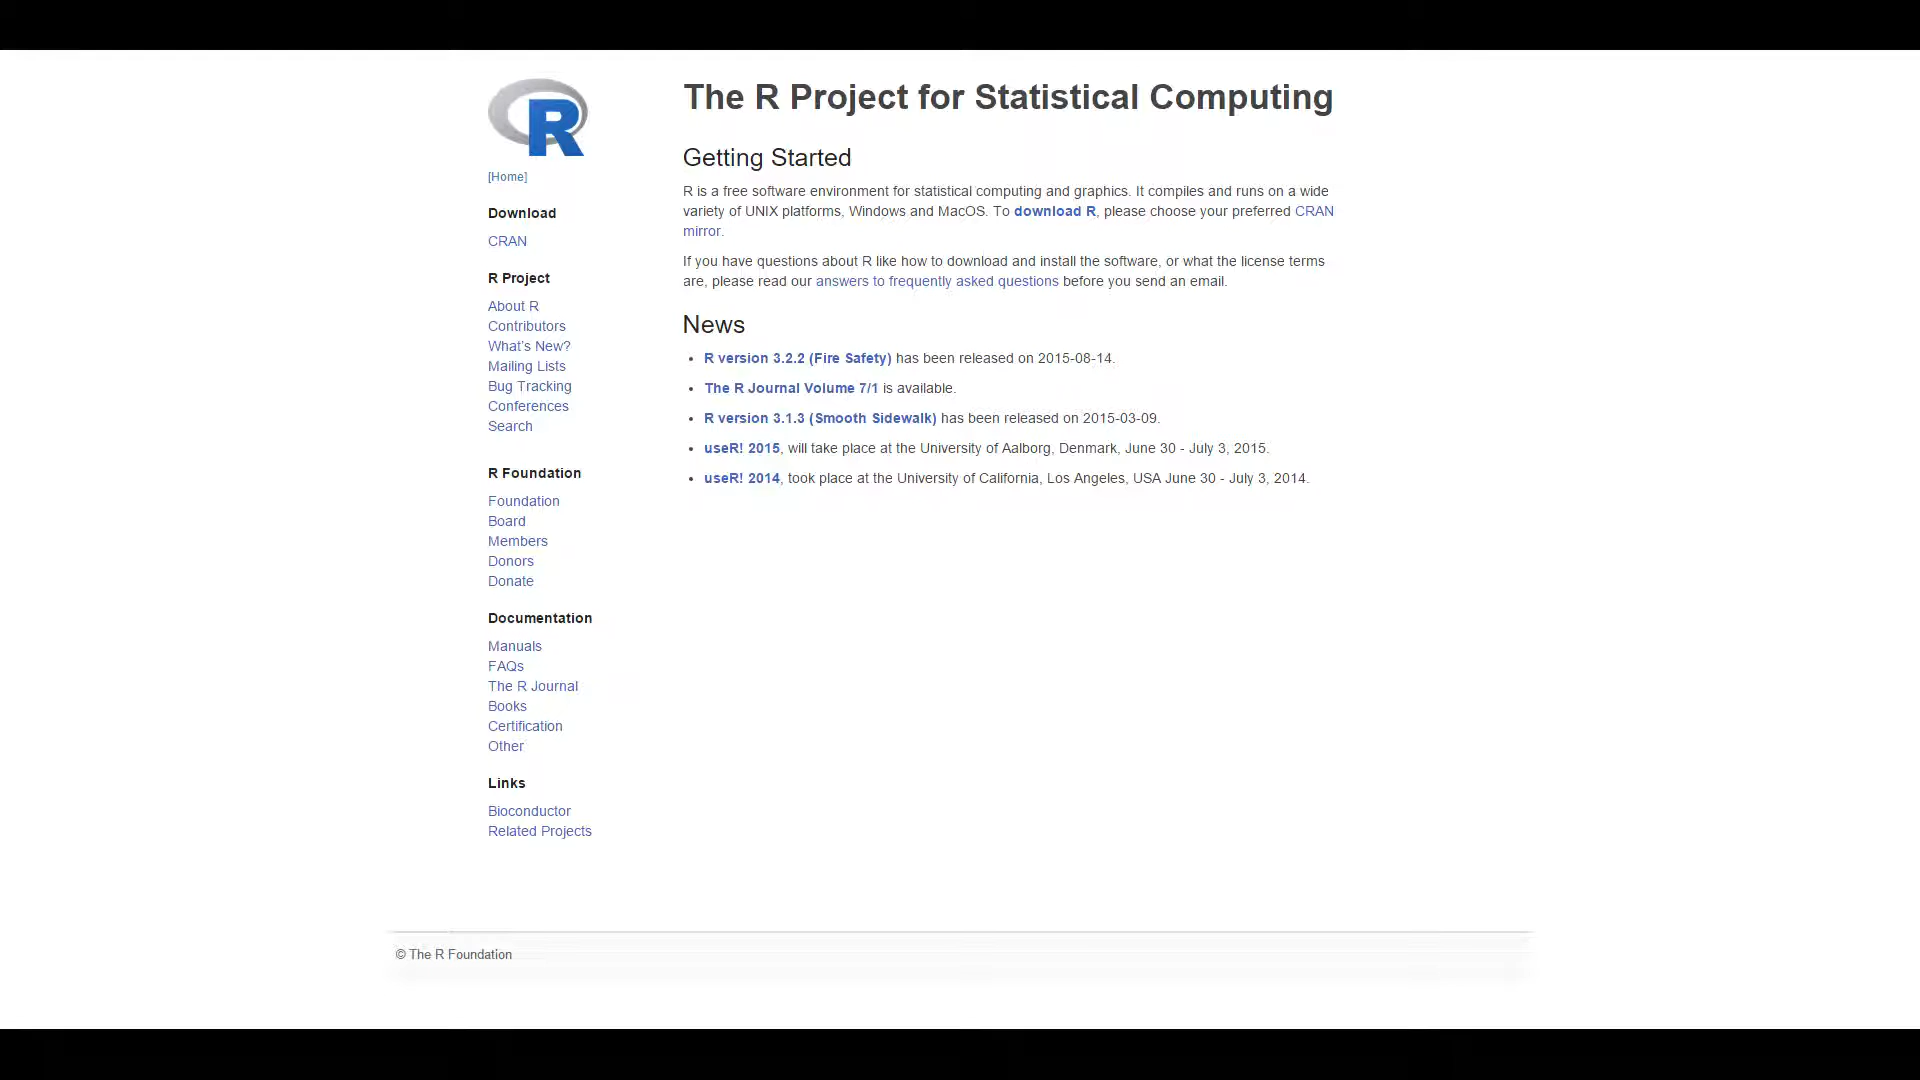 R
[Home]
Download
CRAN
R Project
About R
Contributors
What's New?
Mailing Lists
Bug Tracking
Conferences
Search
R Foundation
Foundation
Board
Members
Donors
Donate
Documentation
Manuals
FAQs
The R Journal
Books
Certification
Other
Links
Bioconductor
Related Projects
The R Project for Statistical Computing
Getting Started
R is a free software environment for statistical computing and graphics. It compiles and runs on a wide
variety of UNIX platforms, Windows and MacOS. To download R, please choose your preferred CRAN
mirror.
If you have questions about R like how to download and install the software, or what the license terms
are, please read our answers to frequently asked questions before you send an email.
News
• R version 3.2.2 (Fire Safety) has been released on 2015-08-14.
• The R Journal Volume 7/1 is available.
• R version 3.1.3 (Smooth Sidewalk) has been released on 2015-03-09.
• useR! 2015, will take place at the University of Aalborg, Denmark, June 30 - July 3, 2015.
• useR! 2014, took place at the University of California, Los Angeles, USA June 30 - July 3, 2014.
© The R Foundation